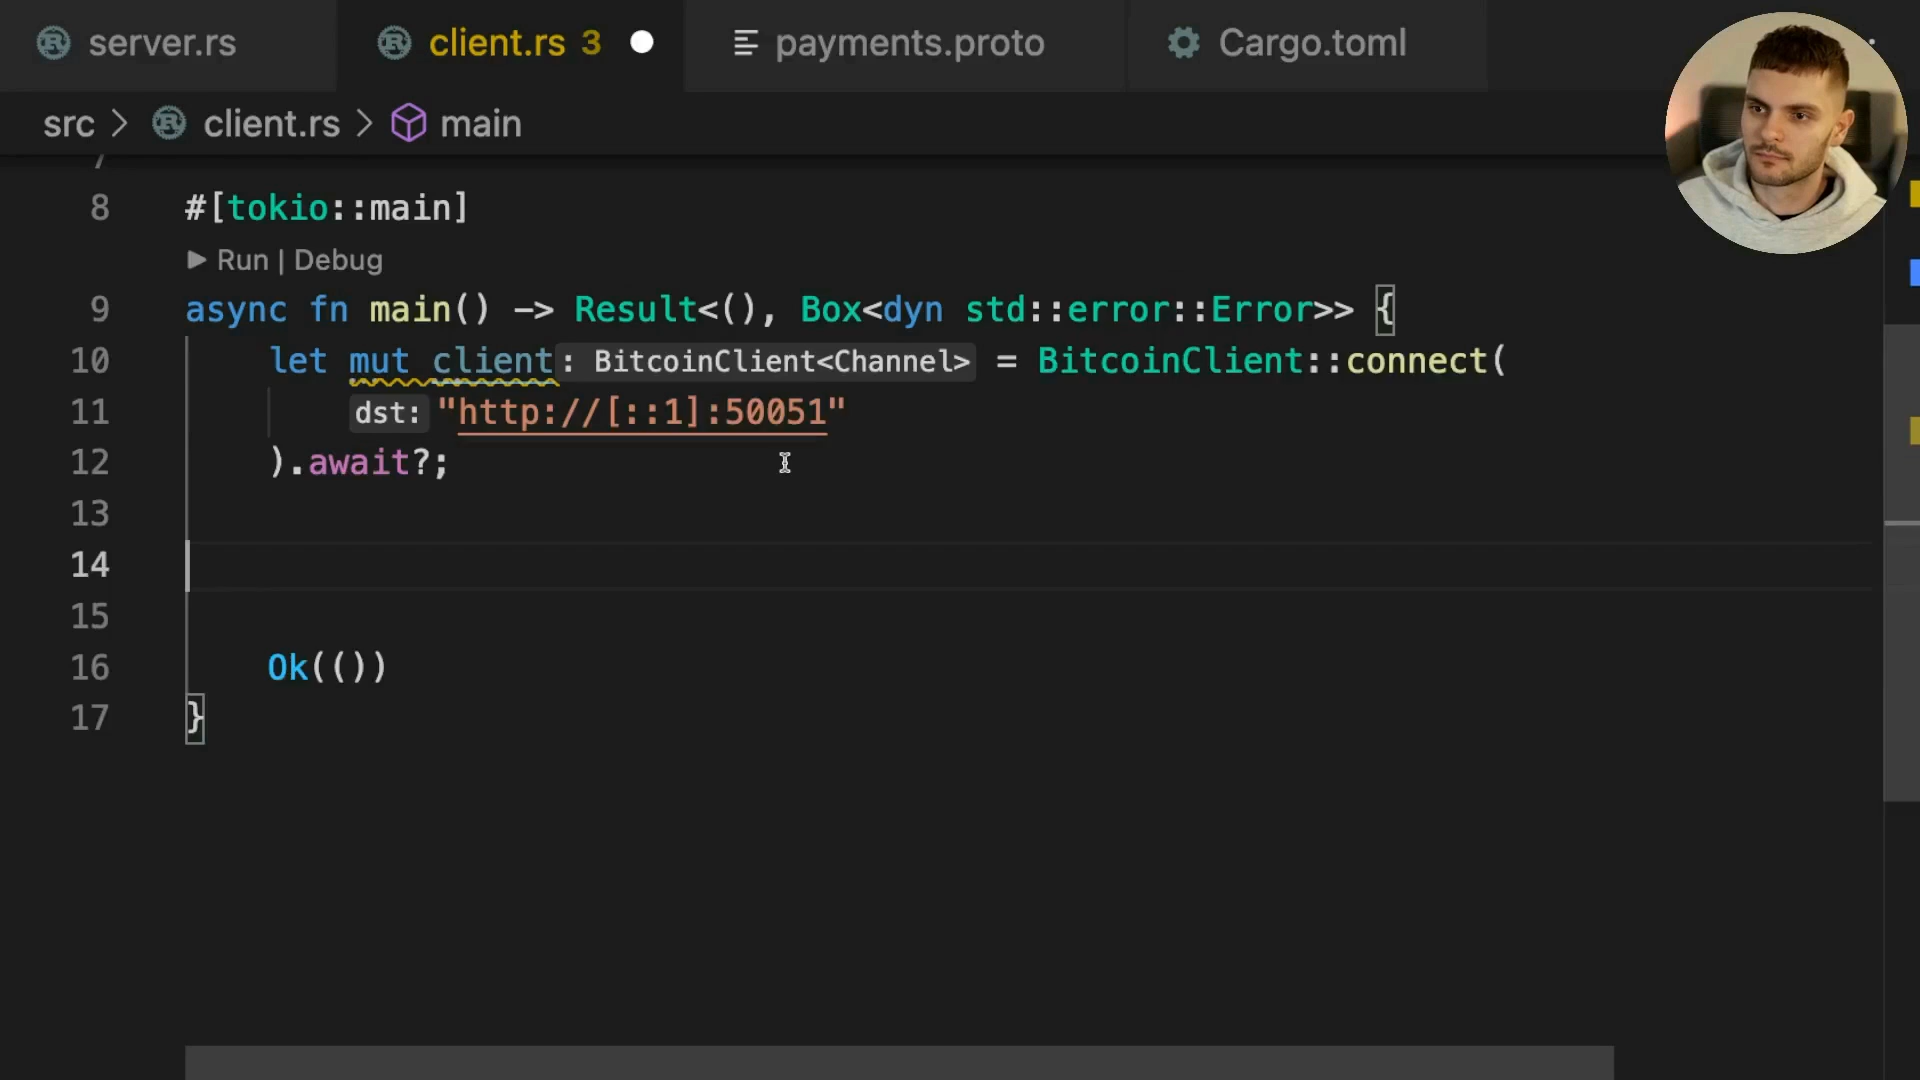 server.rs
client.rs 3
payments.proto
Cargo.toml
src > client.rs > main
7
8 #[tokio::main]
Run | Debug
9 async fn main() -> Result<(), Box<dyn std::error::Error>> {
10 let mut client: BitcoinClient<Channel> = BitcoinClient::connect(
11 dst: "http://[::1]:50051"
12 ).await?;
13
14
15
16 Ok(())
17 }